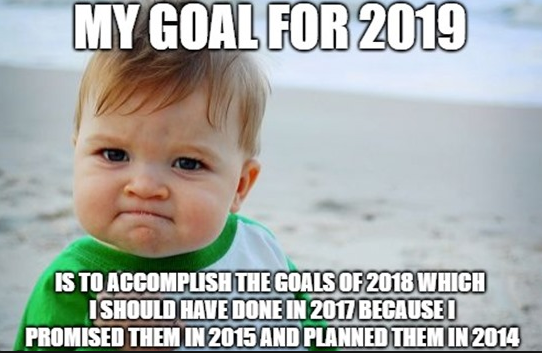 MY GOAL FOR 2019
IS TO ACCOMPLISH THE GOALS OF 2018 WHICH
I SHOULD HAVE DONE IN 2017 BECAUSE I
PROMISED THEM IN 2015 AND PLANNED THEM IN 2014